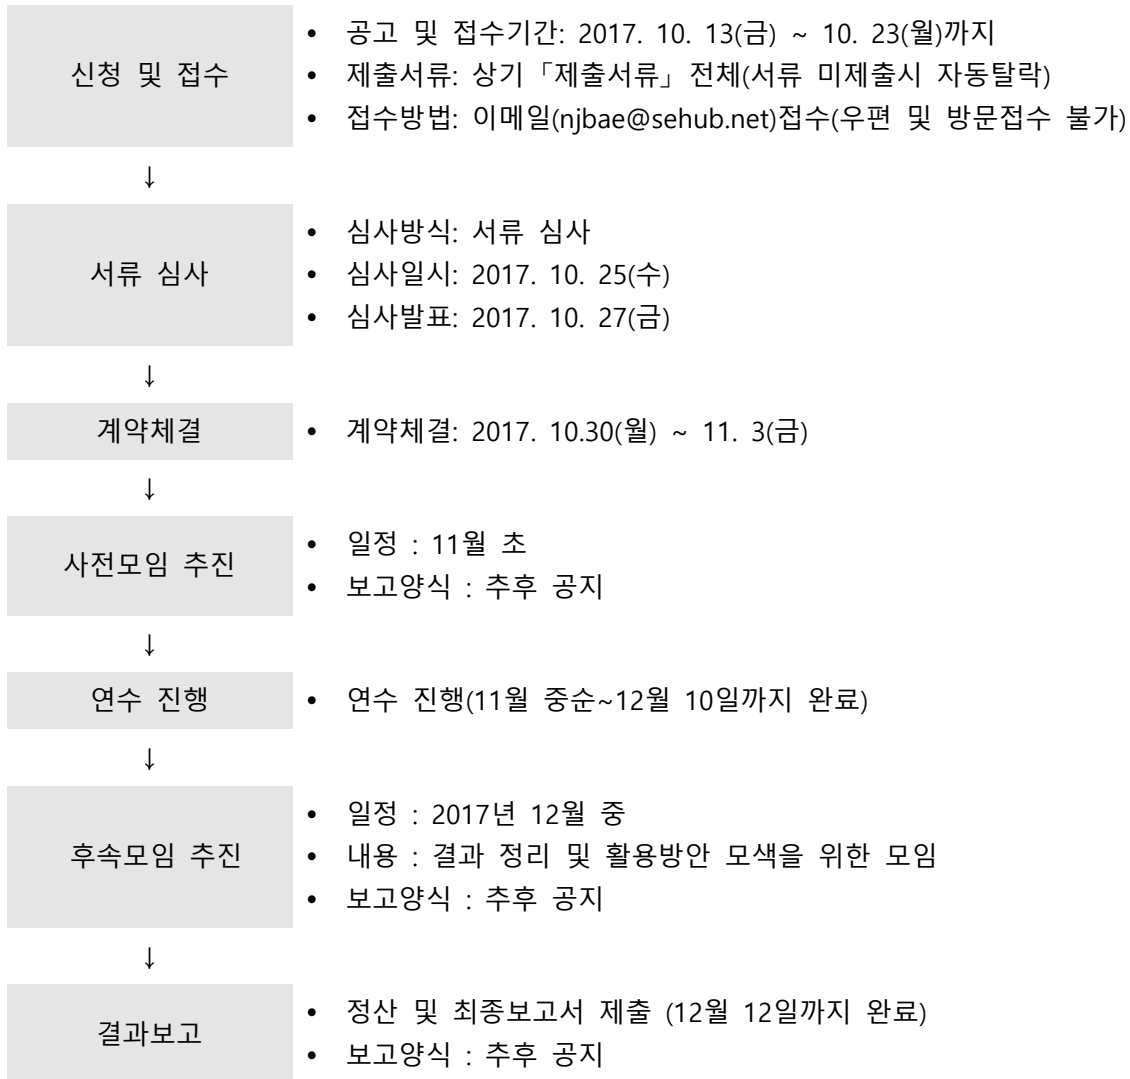 신청 및 접수
• 공고 및 접수기간: 2017. 10. 13(금) ~ 10. 23(월)까지
• 제출서류: 상기「제출서류」전체(서류 미제출시 자동탈락)
• 접수방법: 이메일(njbae@sehub.net)접수(우편 및 방문접수 불가)
↓
서류 심사
• 심사방식: 서류 심사
• 심사일시: 2017. 10. 25(수)
• 심사발표: 2017. 10. 27(금)
↓
계약체결
• 계약체결: 2017. 10.30(월) ~ 11. 3(금)
↓
사전모임 추진
• 일정 : 11월 초
• 보고양식 : 추후 공지
↓
연수 진행
• 연수 진행(11월 중순~12월 10일까지 완료)
↓
후속모임 추진
• 일정 : 2017년 12월 중
• 내용 : 결과 정리 및 활용방안 모색을 위한 모임
• 보고양식 : 추후 공지
↓
결과보고
• 정산 및 최종보고서 제출 (12월 12일까지 완료)
• 보고양식 : 추후 공지